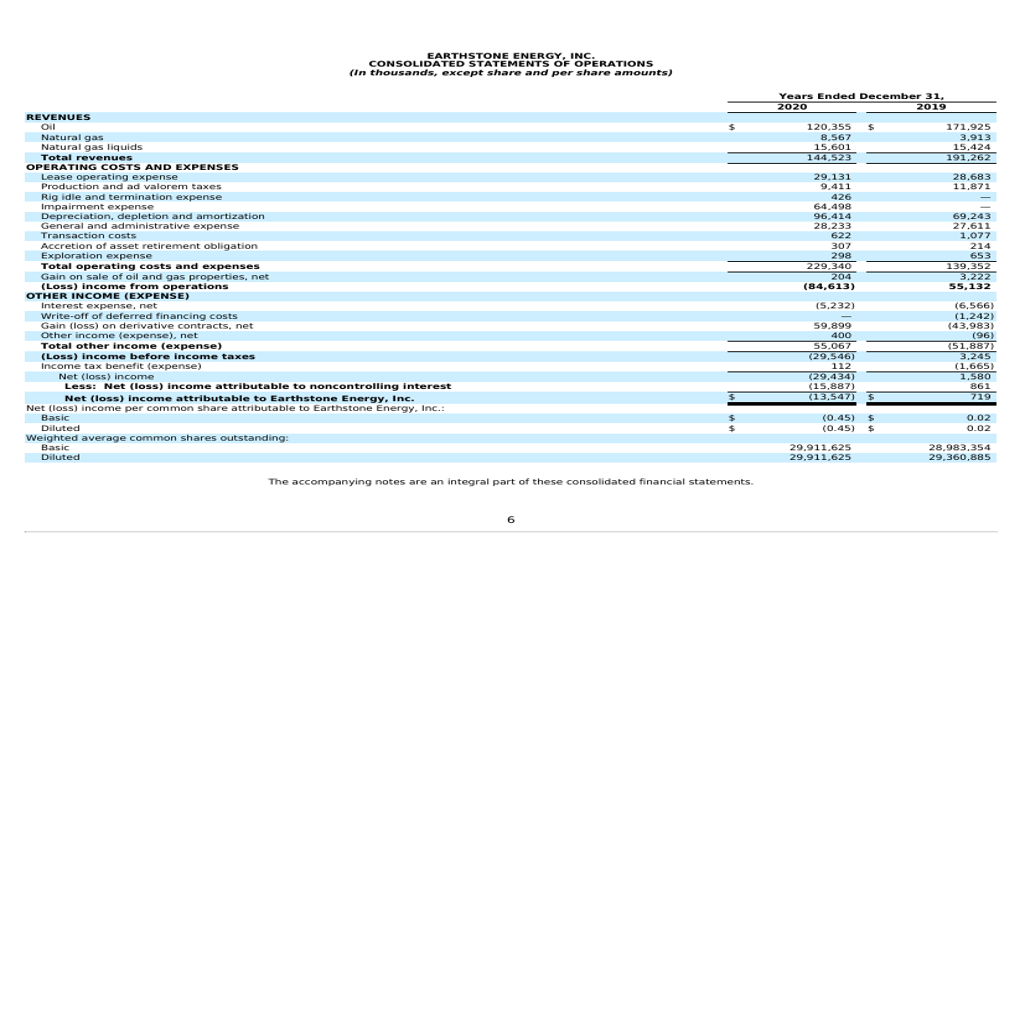 EARTHSTONE ENERGY, INC.
CONSOLIDATED STATEMENTS OF OPERATIONS
(In thousands, except share and per share amounts)
Years Ended December 31,
2020 2019
REVENUES
Oil $ 120,355 $ 171,925
Natural gas 8,567 3,913
Natural gas liquids 15,601 15,424
Total revenues 144,523 191,262
OPERATING COSTS AND EXPENSES
Lease operating expense 29,131 28,683
Production and ad valorem taxes 9,411 11,871
Rig idle and termination expense 426 —
Impairment expense 64,498 —
Depreciation, depletion and amortization 96,414 69,243
General and administrative expense 28,233 27,611
Transaction costs 622 1,077
Accretion of asset retirement obligation 307 214
Exploration expense 298 653
Total operating costs and expenses 229,340 139,352
Gain on sale of oil and gas properties, net 204 3,222
(Loss) income from operations (84,613) 55,132
OTHER INCOME (EXPENSE)
Interest expense, net (5,232) (6,566)
Write-off of deferred financing costs — (1,242)
Gain (loss) on derivative contracts, net 59,899 (43,983)
Other income (expense), net 400 (96)
Total other income (expense) 55,067 (51,887)
(Loss) income before income taxes (29,546) 3,245
Income tax benefit (expense) 112 (1,665)
Net (loss) income (29,434) 1,580
Less: Net (loss) income attributable to noncontrolling interest (15,887) 861
Net (loss) income attributable to Earthstone Energy, Inc. $ (13,547) $ 719
Net (loss) income per common share attributable to Earthstone Energy, Inc.:
Basic $ (0.45) $ 0.02
Diluted $ (0.45) $ 0.02
Weighted average common shares outstanding:
Basic 29,911,625 28,983,354
Diluted 29,911,625 29,360,885
The accompanying notes are an integral part of these consolidated financial statements.
6